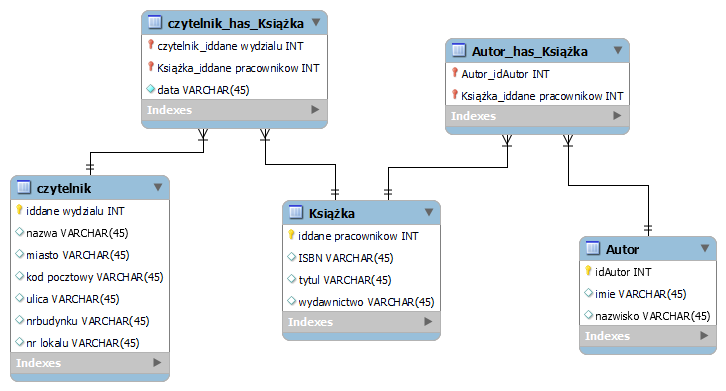 czytelnik_has_Książka
czytelnik_iddane wydzialu INT
Książka_iddane pracownikow INT
data VARCHAR(45)
Indexes
Autor_has_Książka
Autor_idAutor INT
Książka_iddane pracownikow INT
Indexes
czytelnik
iddane wydzialu INT
nazwa VARCHAR(45)
miasto VARCHAR(45)
kod pocztowy VARCHAR(45)
ulica VARCHAR(45)
nrbudynku VARCHAR(45)
nr lokalu VARCHAR(45)
Indexes
Książka
iddane pracownikow INT
ISBN VARCHAR(45)
tytul VARCHAR(45)
wydawnictwo VARCHAR(45)
Indexes
Autor
idAutor INT
imie VARCHAR(45)
nazwisko VARCHAR(45)
Indexes